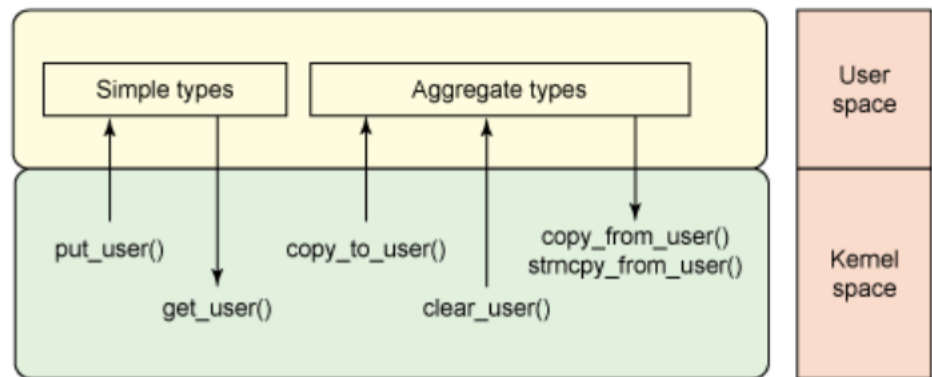 Simple types
Aggregate types
User
space
put_user()
copy_to_user()
copy_from_user()
strncpy_from_user()
get_user()
clear_user()
Kernel
space